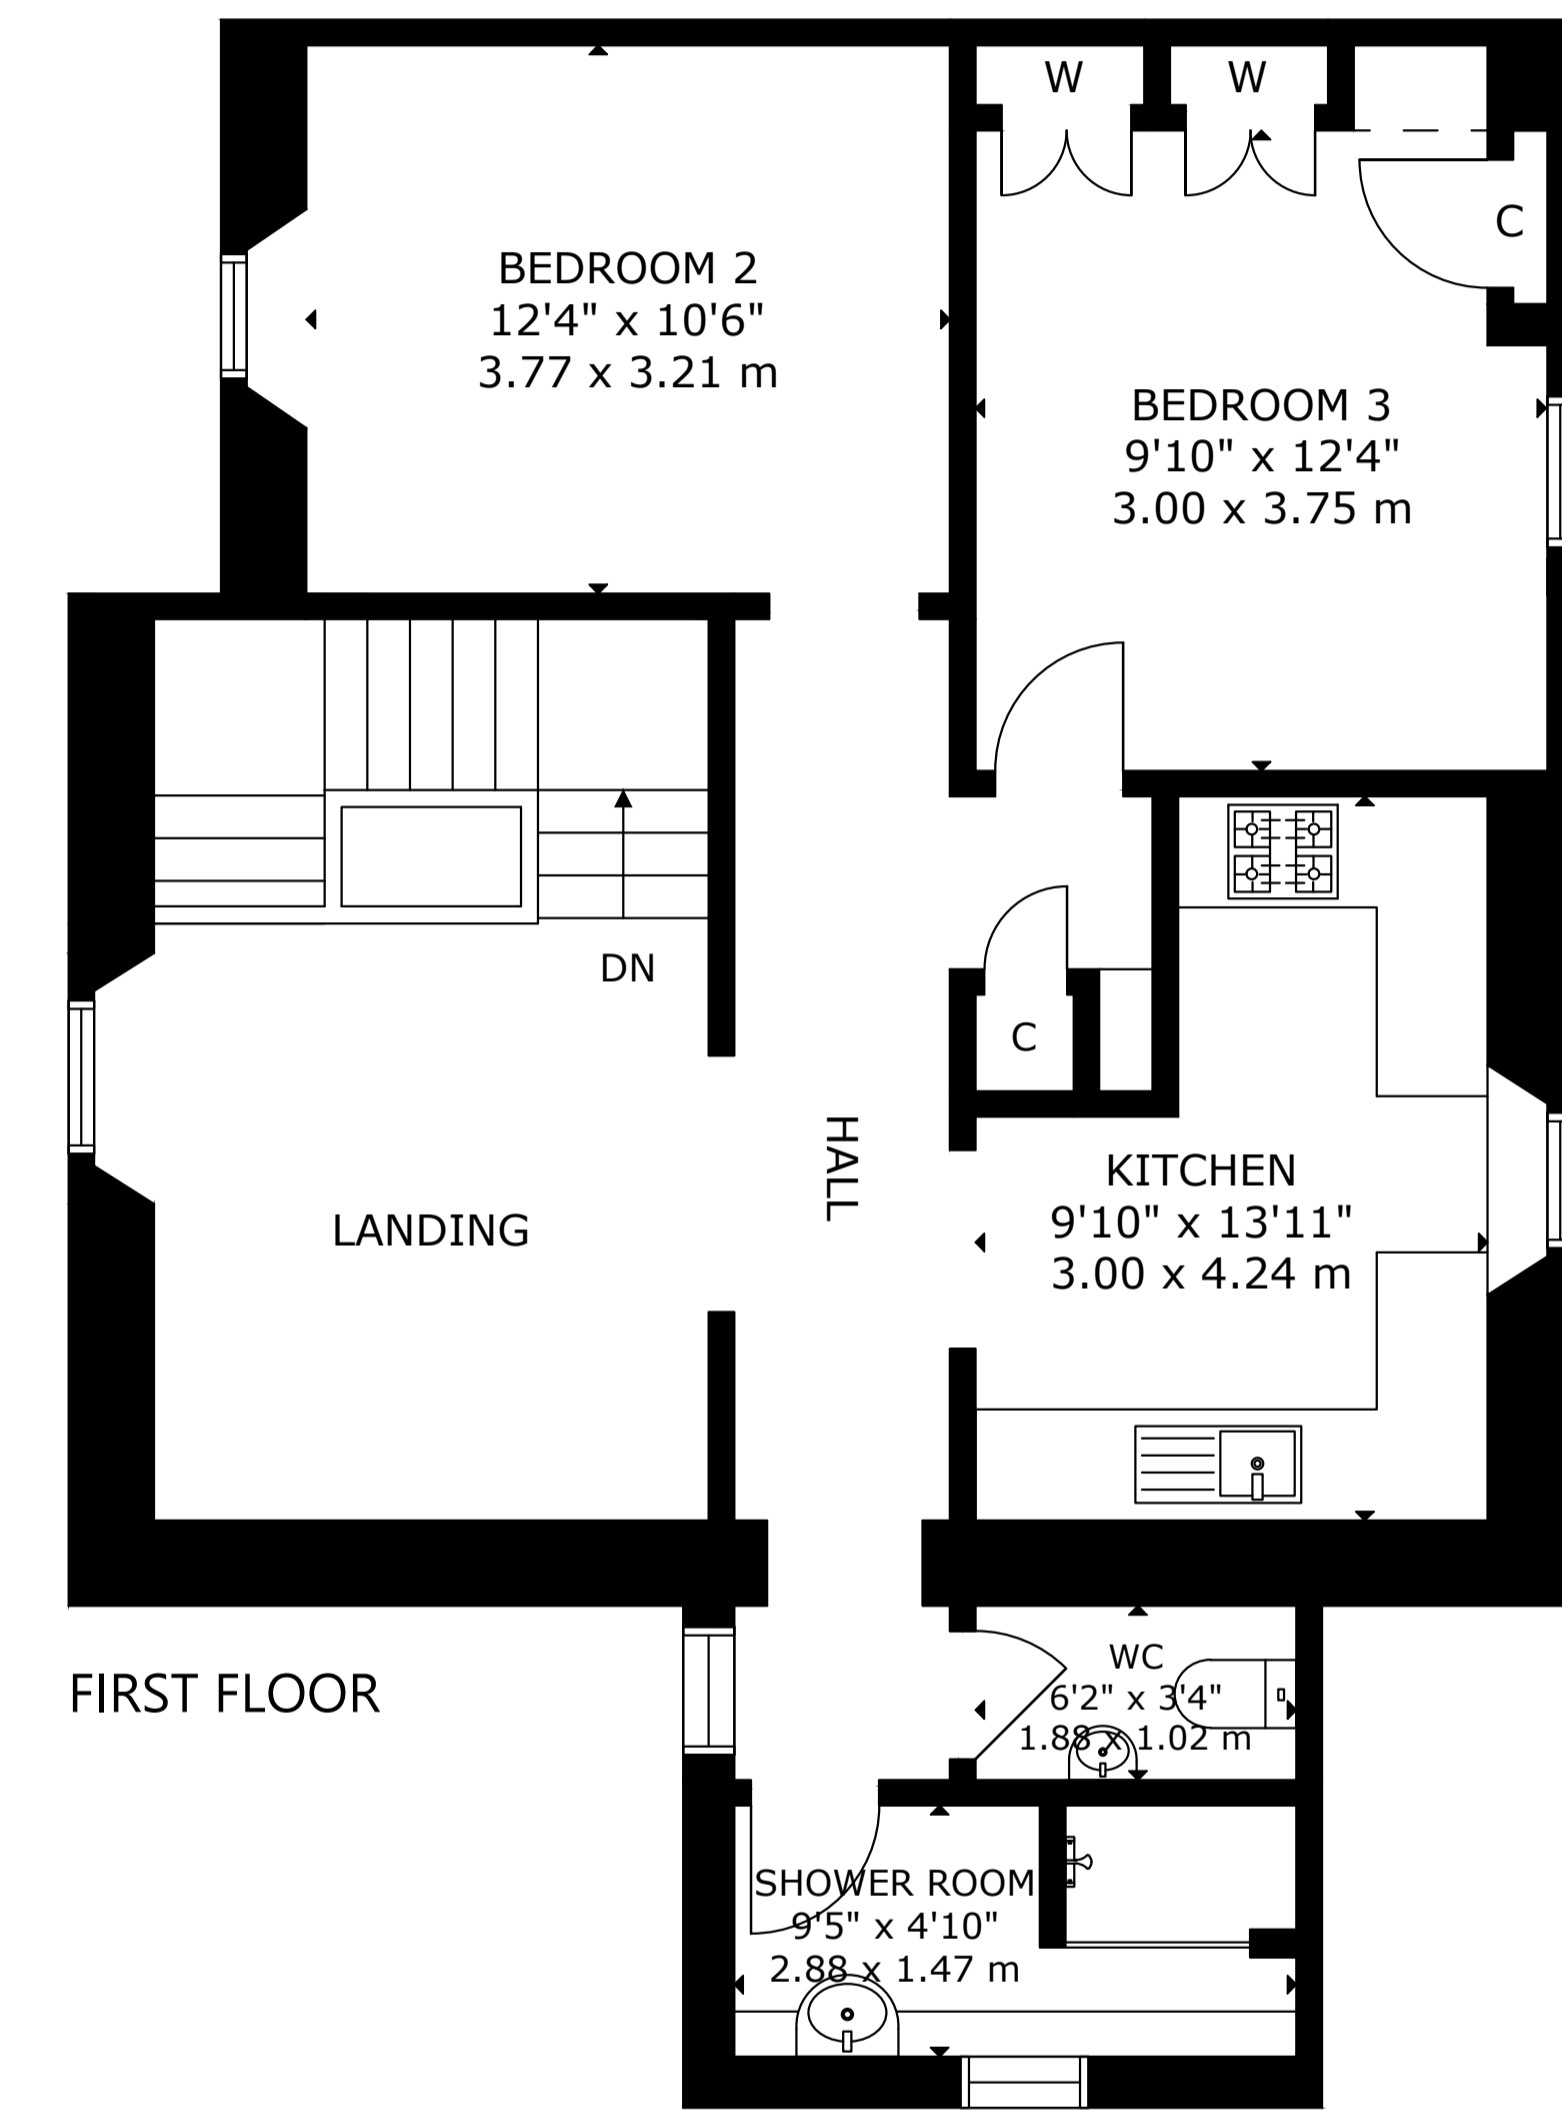 W
W
C
BEDROOM 2
12'4" x 10'6"
3.77 x 3.21 m
BEDROOM 3
9'10" x 12'4"
3.00 x 3.75 m
DN
C
HALL
LANDING
KITCHEN
9'10" x 13'11"
3.00 x 4.24 m
FIRST FLOOR
WC
6'2" x 3'4"
1.88 x 1.02 m
SHOWER ROOM
9'5" x 4'10"
2.88 x 1.47 m